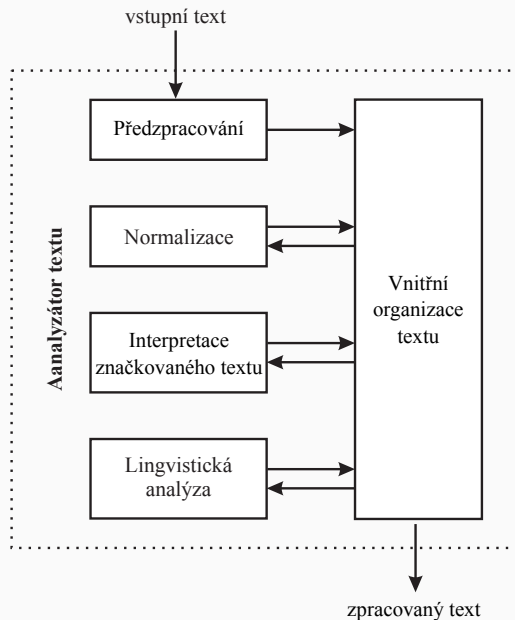 vstupní text
Předzpracování
Normalizace
Interpretace
značkovaného textu
Lingvistická
analýza
Vnitřní
organizace
textu
Aanalyzátor textu
zpracovaný text